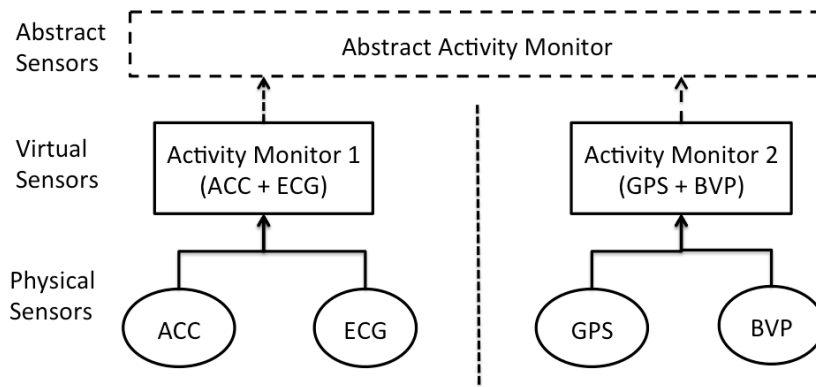 Abstract
Sensors
Abstract Activity Monitor
Virtual
Sensors
Activity Monitor 1
(ACC + ECG)
Activity Monitor 2
(GPS + BVP)
Physical
Sensors
ACC
ECG
GPS
BVP